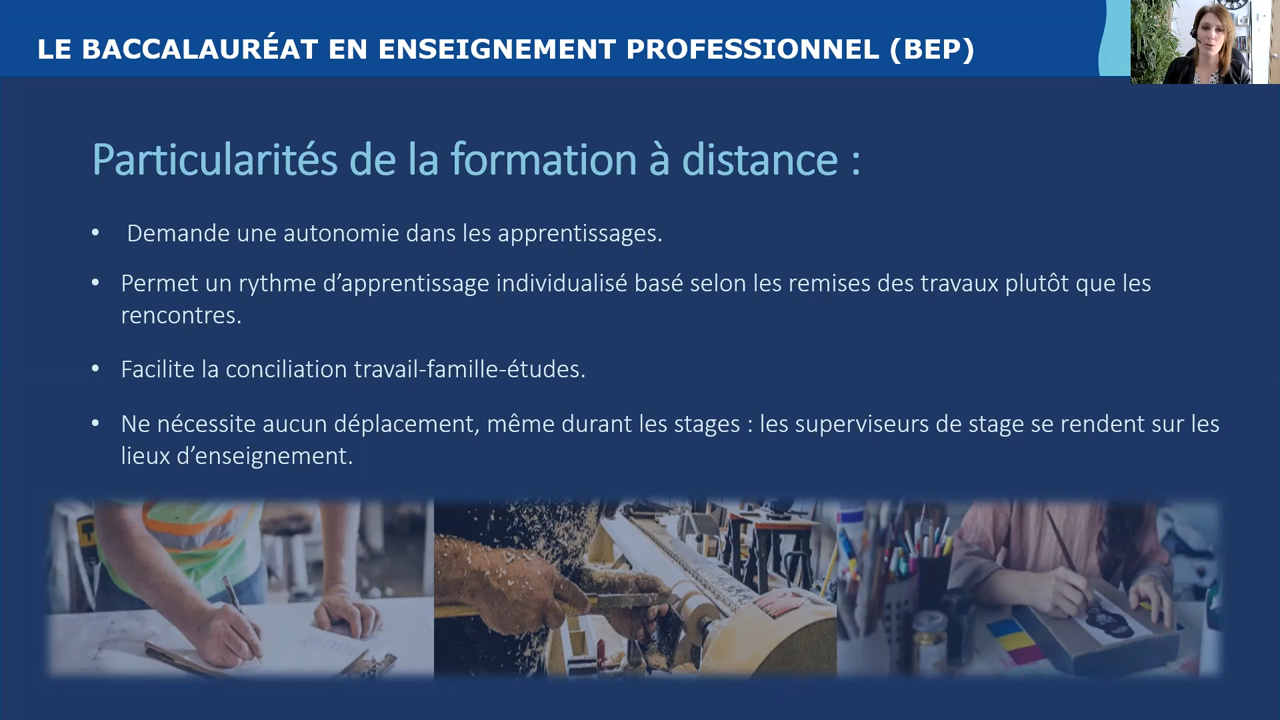 LE BACCALAURÉAT EN ENSEIGNEMENT PROFESSIONNEL (BEP)
Particularités de la formation à distance :
• Demande une autonomie dans les apprentissages.
• Permet un rythme d’apprentissage individualisé basé selon les remises des travaux plutôt que les
rencontres.
• Facilite la conciliation travail-famille-études.
• Ne nécessite aucun déplacement, même durant les stages : les superviseurs de stage se rendent sur les
lieux d’enseignement.